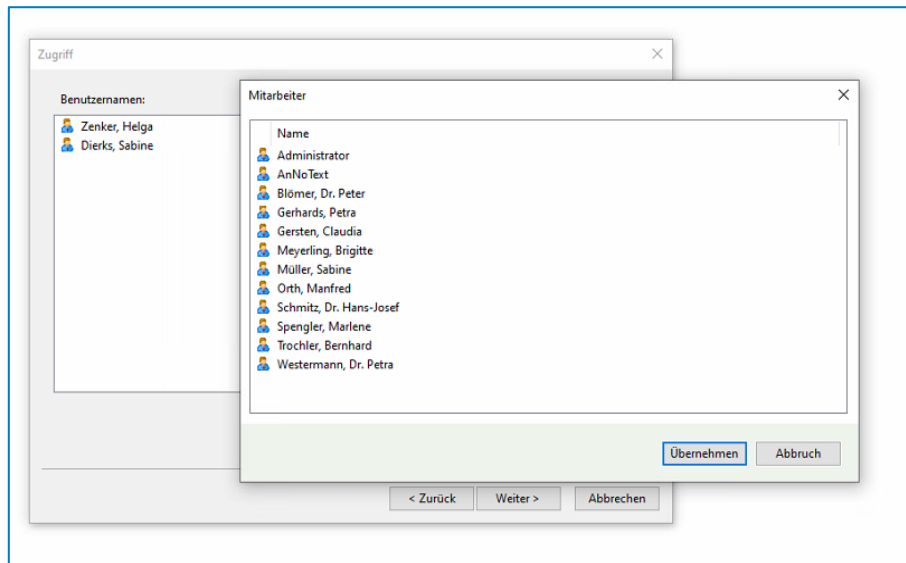 Zugriff
Benutzernamen:
Zenker, Helga
Dierks, Sabine
Mitarbeiter
Name
Administrator
AnNoText
Blömer, Dr. Peter
Gerhards, Petra
Gersten, Claudia
Meyerling, Brigitte
Müller, Sabine
Orth, Manfred
Schmitz, Dr. Hans-Josef
Spengler, Marlene
Trochler, Bernhard
Westermann, Dr. Petra
Übernehmen Abbruch
< Zurück Weiter > Abbrechen